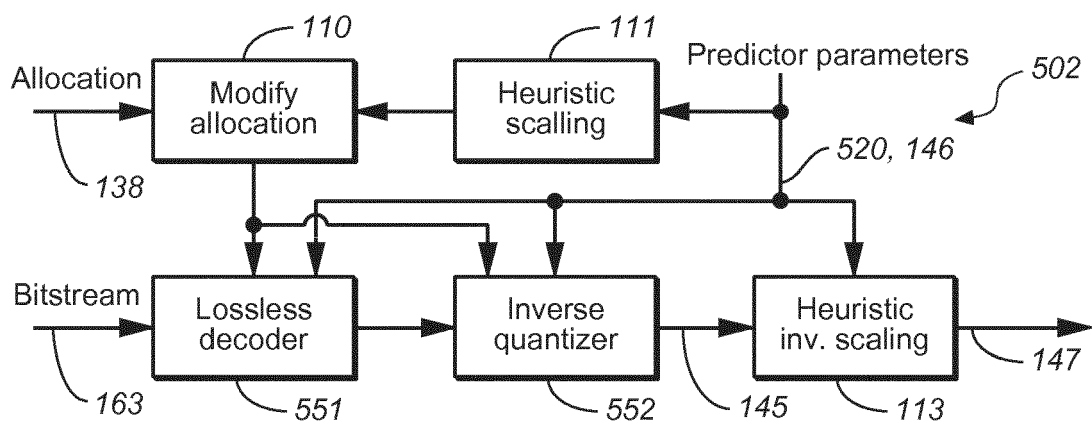 110
111
Predictor parameters
502
Allocation
Modify
allocation
Heuristic
scalling
520, 146
138
Bitstream
Lossless
decoder
Inverse
quantizer
Heuristic
inv. scaling
147
163
551
552
145
113